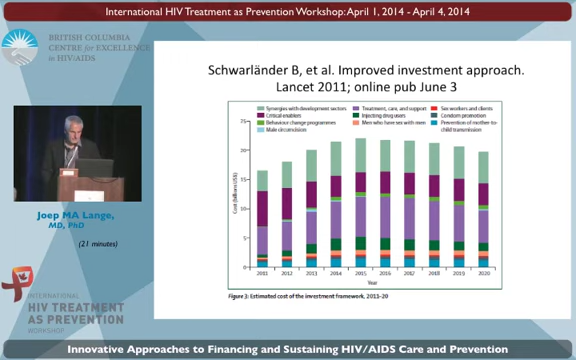 International HIV Treatment as Prevention Workshop: April 1, 2014 - April 4, 2014
BRITISH COLUMBIA
CENTRE for EXCELLENCE
in HIV/AIDS
Joep MA Lange,
MD, PhD
(21 minutes)
INTERNATIONAL
HIV TREATMENT
AS PREVENTION
WORKSHOP
Schwarländer B, et al. Improved investment approach.
Lancet 2011; online pub June 3
Synergies with development sectors
Critical enablers
Behaviour change programmes
Male circumcision
Treatment, care, and support
Injecting drug users
Men who have sex with men
Sex workers and clients
Condom promotion
Prevention of mother-to-
child transmission
Cost (billions US$)
25
20
15
10
5
0
2011 2012 2013 2014 2015 2016 2017 2018 2019 2020
Year
Figure 3: Estimated cost of the investment framework, 2011–20
Innovative Approaches to Financing and Sustaining HIV/AIDS Care and Prevention